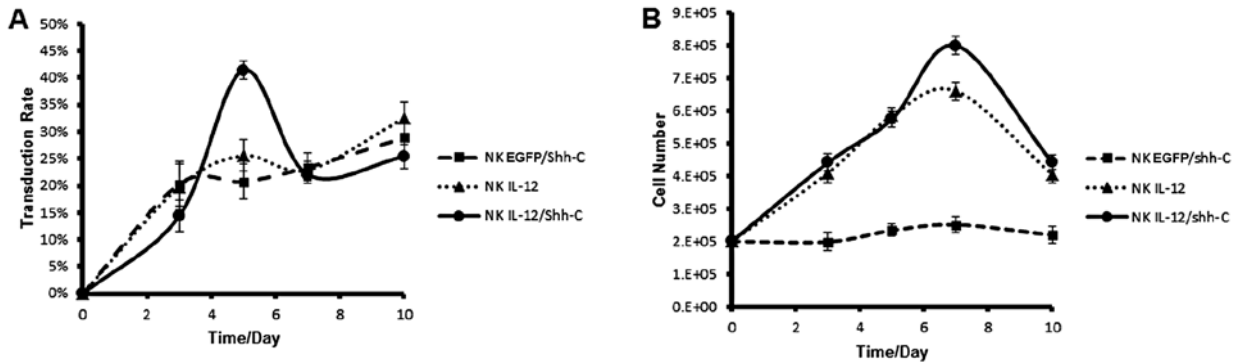 A
50%
45%
40%
35%
30%
25%
20%
15%
10%
5%
0%
Transduction Rate
0 2 4 6 8 10
Time/Day
NK EGFP/Shh-C
NK IL-12
NK IL-12/Shh-C
B
9.E+05
8.E+05
7.E+05
6.E+05
5.E+05
4.E+05
3.E+05
2.E+05
1.E+05
0.E+00
Cell Number
0 2 4 6 8 10
Time/Day
NK EGFP/shh-C
NK IL-12
NK IL-12/shh-C